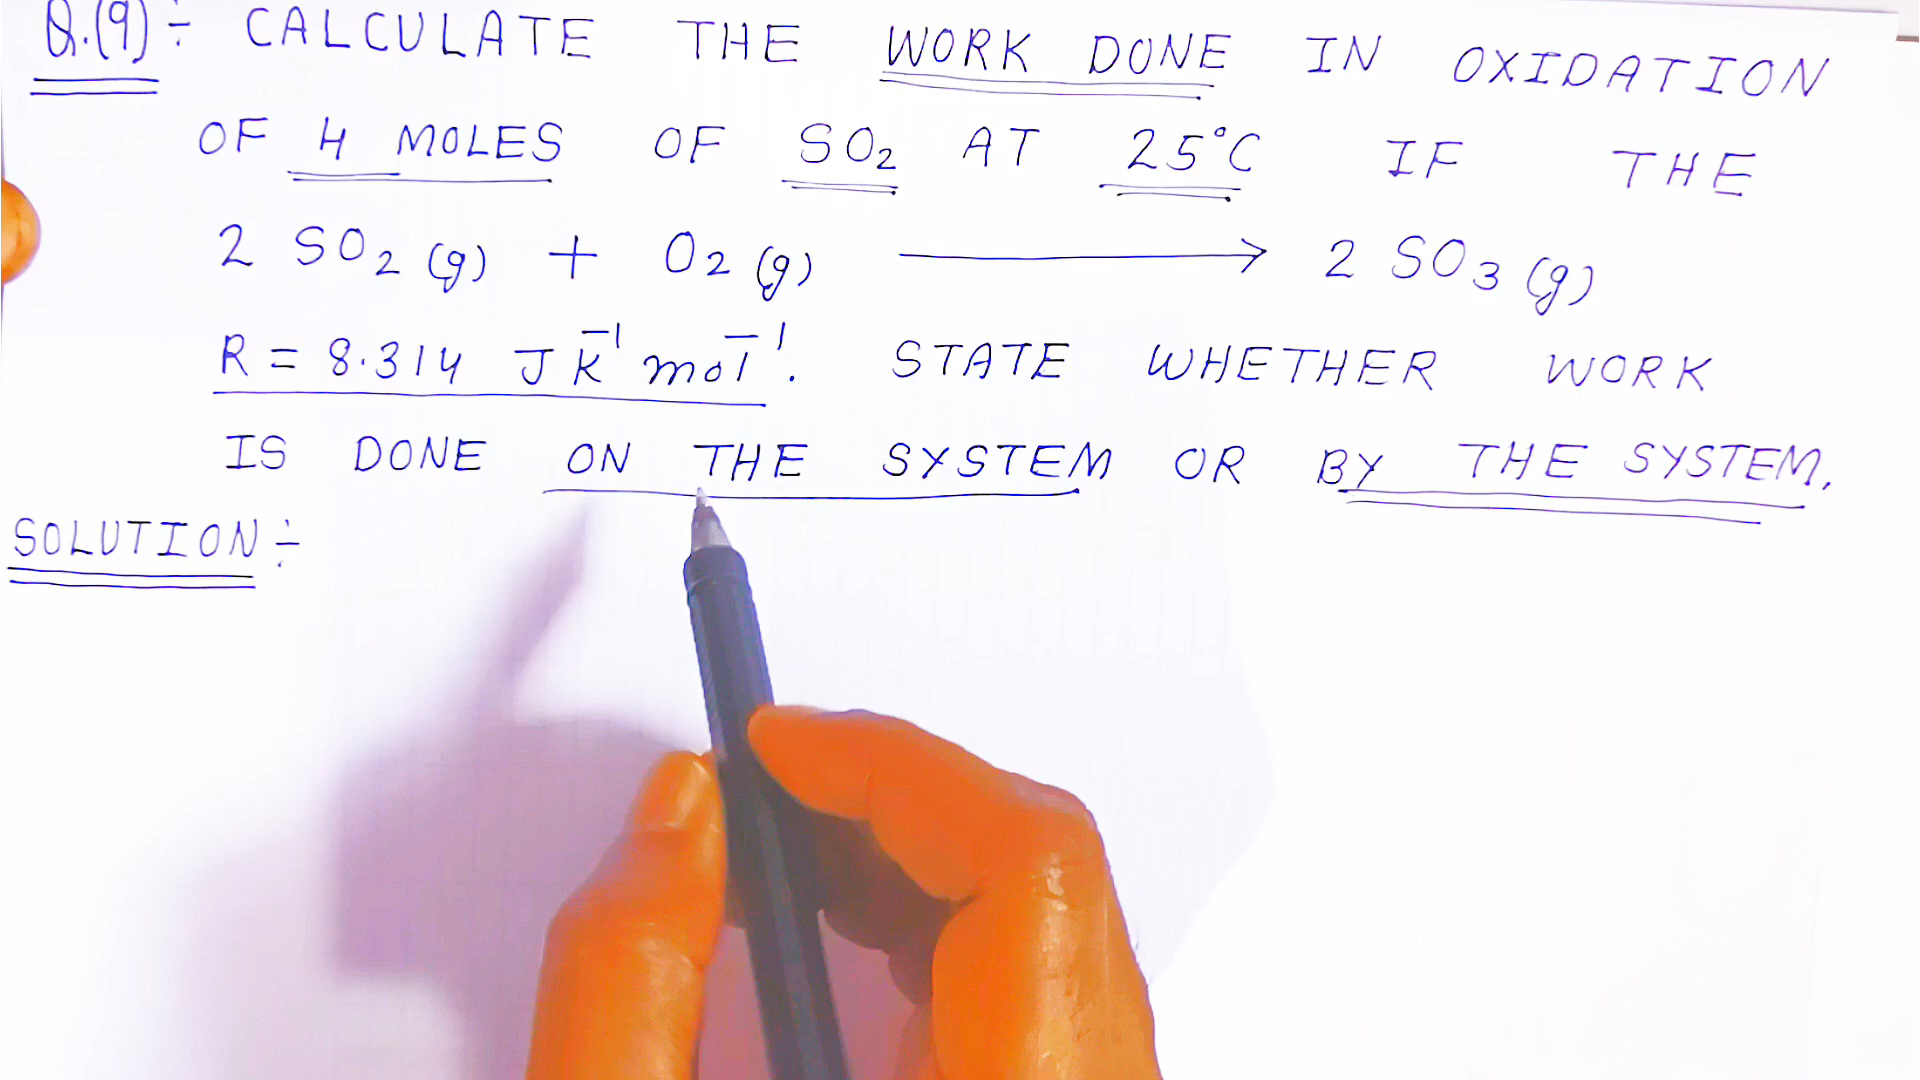 Q.(9)÷ CALCULATE THE WORK DONE IN OXIDATION
OF 4 MOLES OF SO₂ AT 25°C IF THE
2 SO₂(g) + O₂(g) ⟶ 2 SO₃(g)
R = 8.314 J K⁻¹ mol⁻¹. STATE WHETHER WORK
IS DONE ON THE SYSTEM OR BY THE SYSTEM.
SOLUTION÷